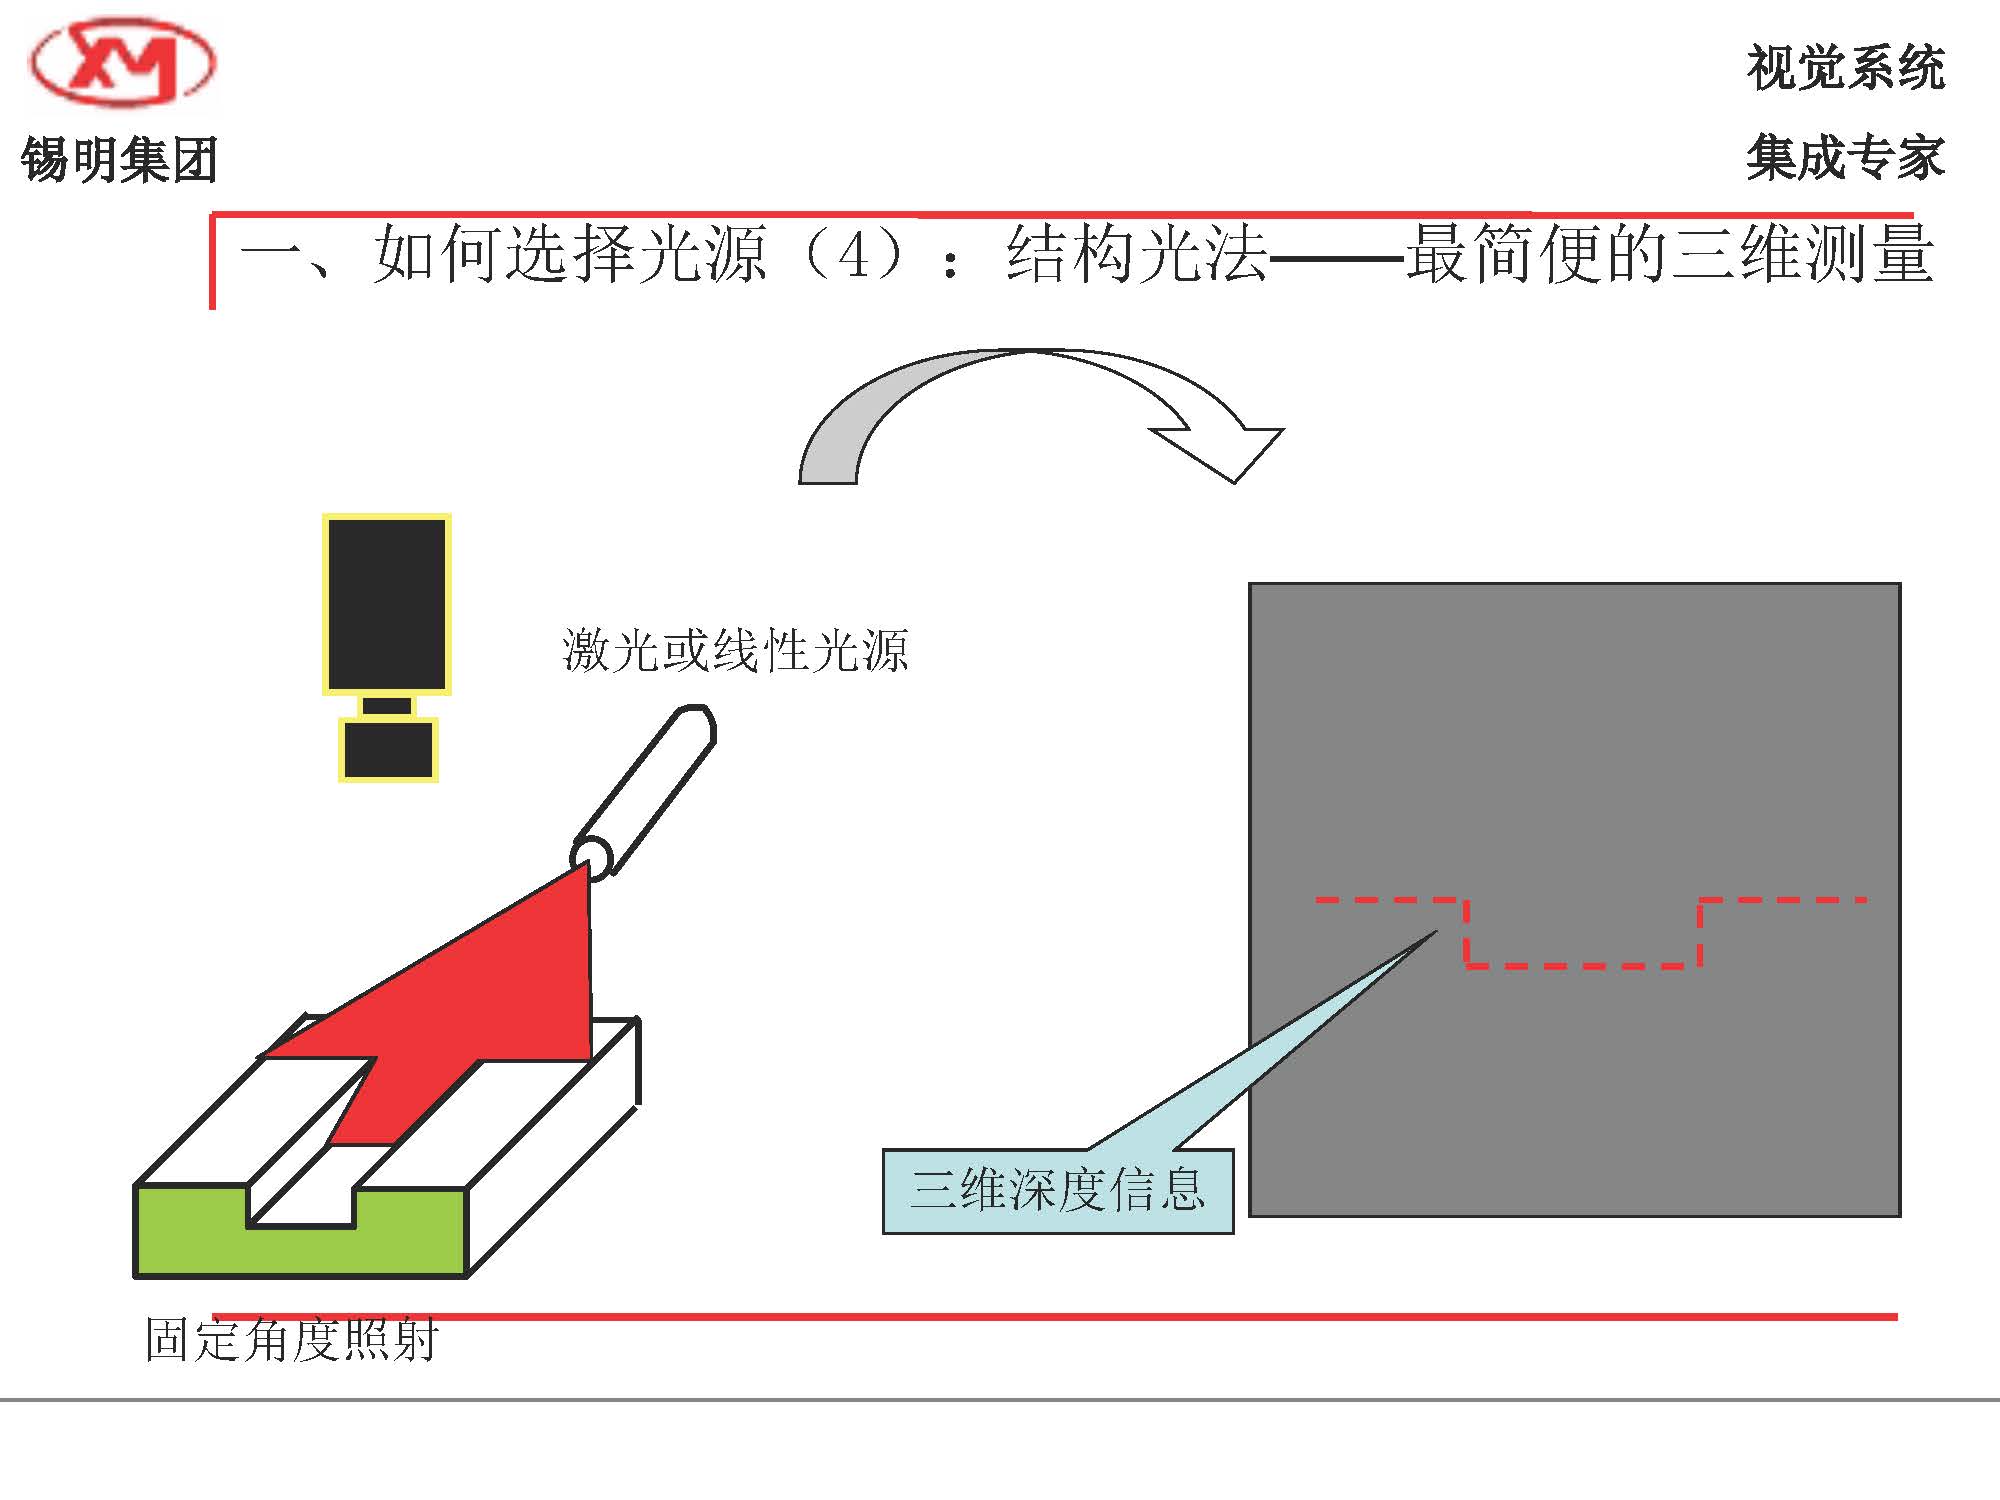 XM
视觉系统
锡明集团
集成专家
一、如何选择光源（4）：结构光法——最简便的三维测量
激光或线性光源
三维深度信息
固定角度照射